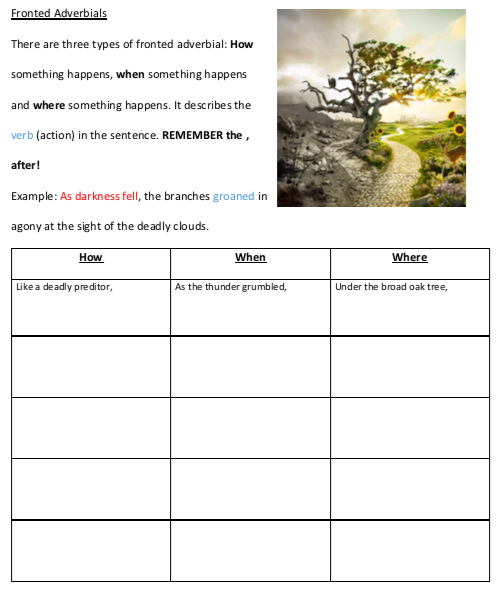 Fronted Adverbials
There are three types of fronted adverbial: How
something happens, when something happens
and where something happens. It describes the
verb (action) in the sentence. REMEMBER the ,
after!
Example: As darkness fell, the branches groaned in
agony at the sight of the deadly clouds.
How When Where
Like a deadly preditor, As the thunder grumbled, Under the broad oak tree,